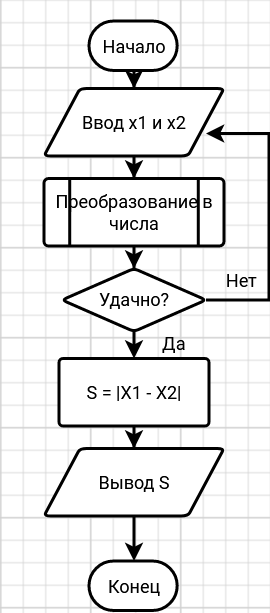 Начало
Ввод x1 и x2
Преобразование в
числа
Удачно?
Нет
Да
S = |X1 - X2|
Вывод S
Конец